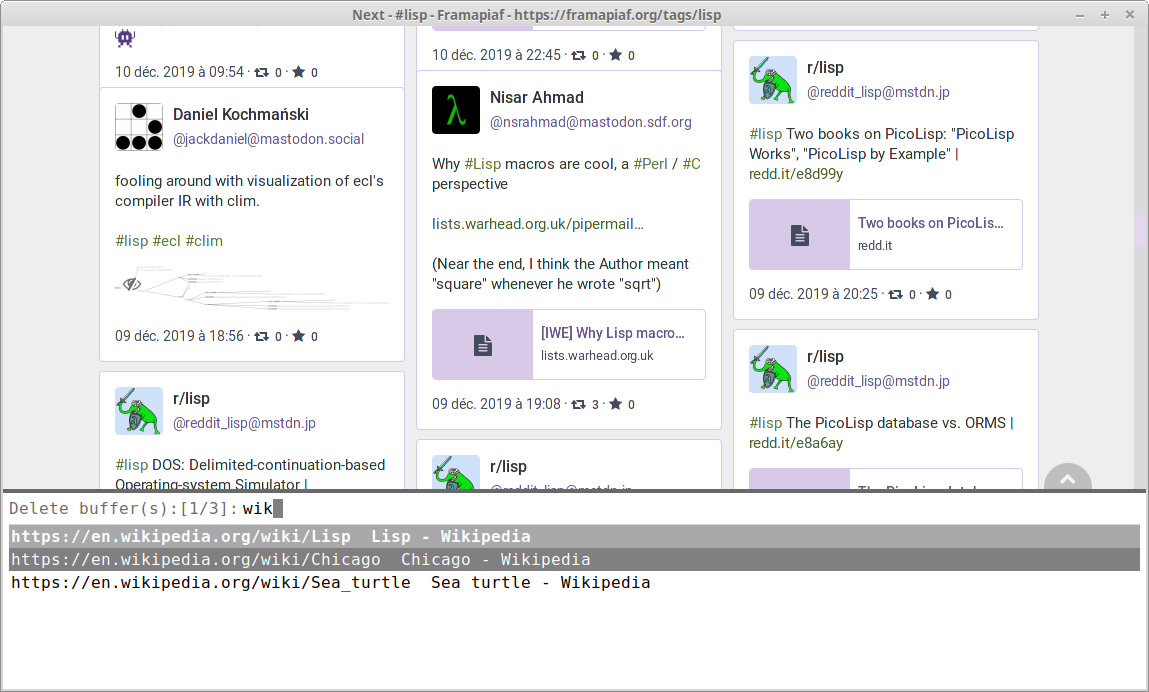 Next - #lisp - Framapiaf - https://framapiaf.org/tags/lisp
10 déc. 2019 à 09:54 · 0 · 0
Daniel Kochmański
@jackdaniel@mastodon.social
fooling around with visualization of ecl's
compiler IR with clim.
#lisp #ecl #clim
09 déc. 2019 à 18:56 · 0 · 0
r/lisp
@reddit_lisp@mstdn.jp
#lisp DOS: Delimited-continuation-based
Operating-system Simulator |
10 déc. 2019 à 22:45 · 0 · 0
Nisar Ahmad
@nsrahmad@mastodon.sdf.org
Why #Lisp macros are cool, a #Perl / #C
perspective
lists.warhead.org.uk/pipermail…
(Near the end, I think the Author meant
"square" whenever he wrote "sqrt")
[IWE] Why Lisp macro…
lists.warhead.org.uk
09 déc. 2019 à 19:08 · 3 · 0
r/lisp
@reddit_lisp@mstdn.jp
r/lisp
@reddit_lisp@mstdn.jp
#lisp Two books on PicoLisp: "PicoLisp
Works", "PicoLisp by Example" |
redd.it/e8d99y
Two books on PicoLis…
redd.it
09 déc. 2019 à 20:25 · 0 · 0
r/lisp
@reddit_lisp@mstdn.jp
#lisp The PicoLisp database vs. ORMS |
redd.it/e8a6ay
Delete buffer(s):[1/3]: wik
https://en.wikipedia.org/wiki/Lisp  Lisp - Wikipedia
https://en.wikipedia.org/wiki/Chicago  Chicago - Wikipedia
https://en.wikipedia.org/wiki/Sea_turtle  Sea turtle - Wikipedia